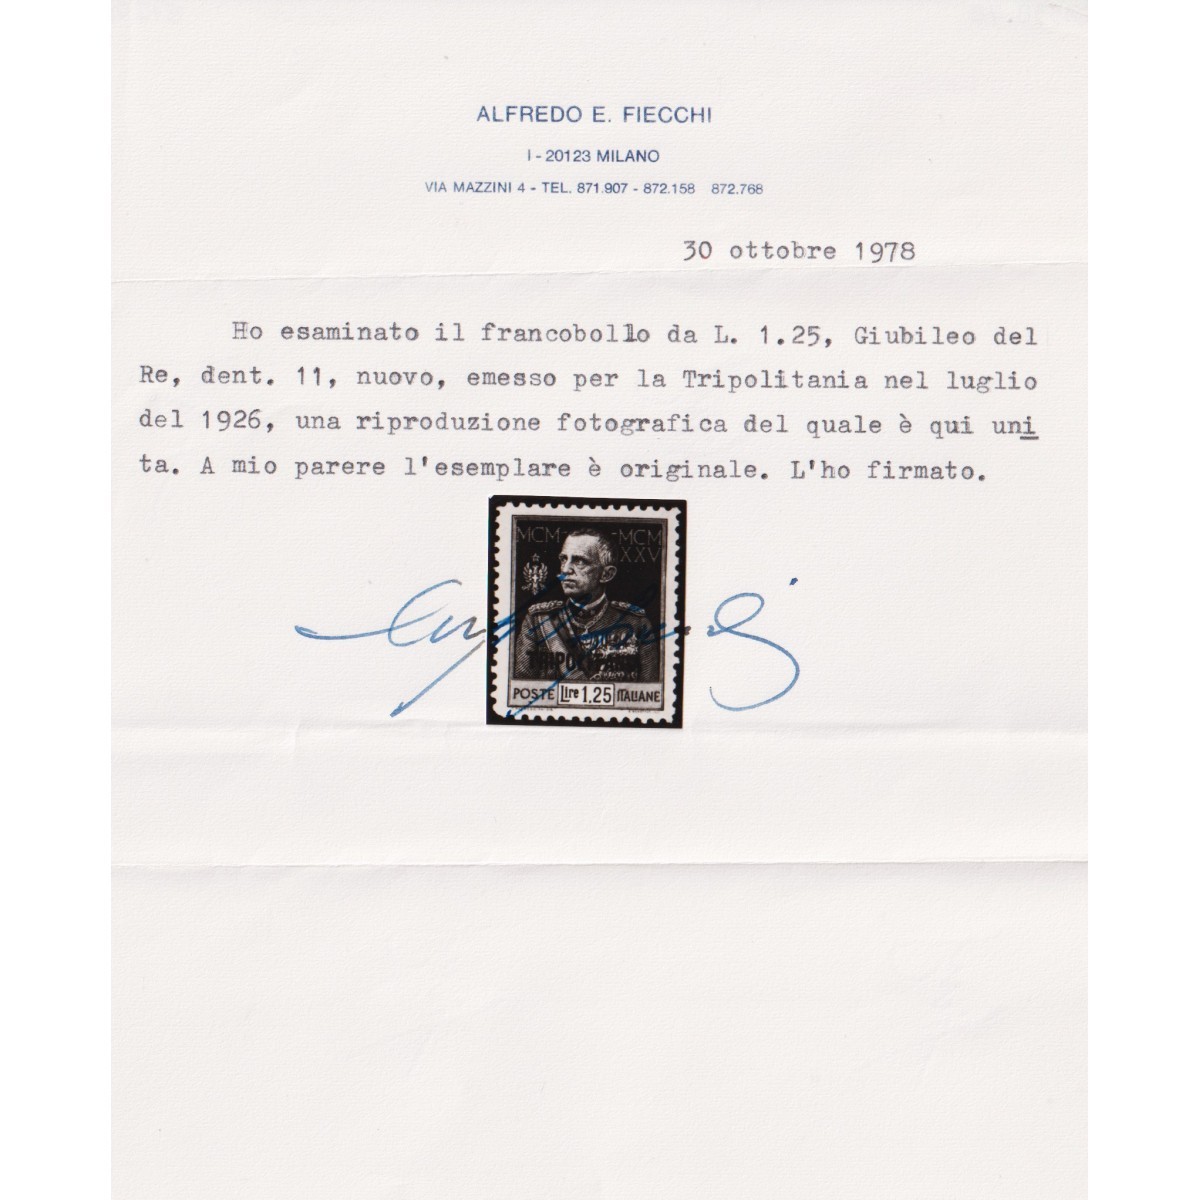 ALFREDO E. FIECCHI
I - 20123 MILANO
VIA MAZZINI 4 - TEL. 871.907 - 872.158 872.768
30 ottobre 1978
Ho esaminato il francobollo da L. 1.25, Giubileo del
Re, dent. 11, nuovo, emesso per la Tripolitania nel luglio
del 1926, una riproduzione fotografica del quale è qui uni
ta. A mio parere l'esemplare è originale. L'ho firmato.
MCM MCM
XXV
TRIPOLITANIA
POSTE Lire 1,25 ITALIANE